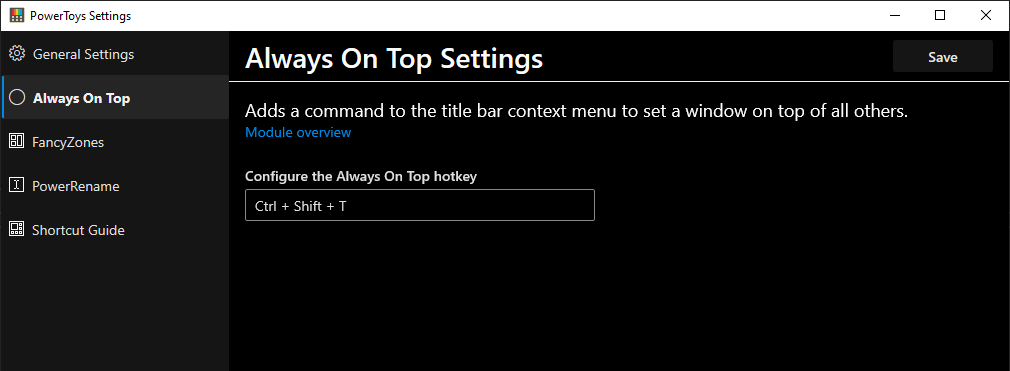 PowerToys Settings
General Settings
Always On Top
FancyZones
PowerRename
Shortcut Guide
Always On Top Settings
Save
Adds a command to the title bar context menu to set a window on top of all others.
Module overview
Configure the Always On Top hotkey
Ctrl + Shift + T